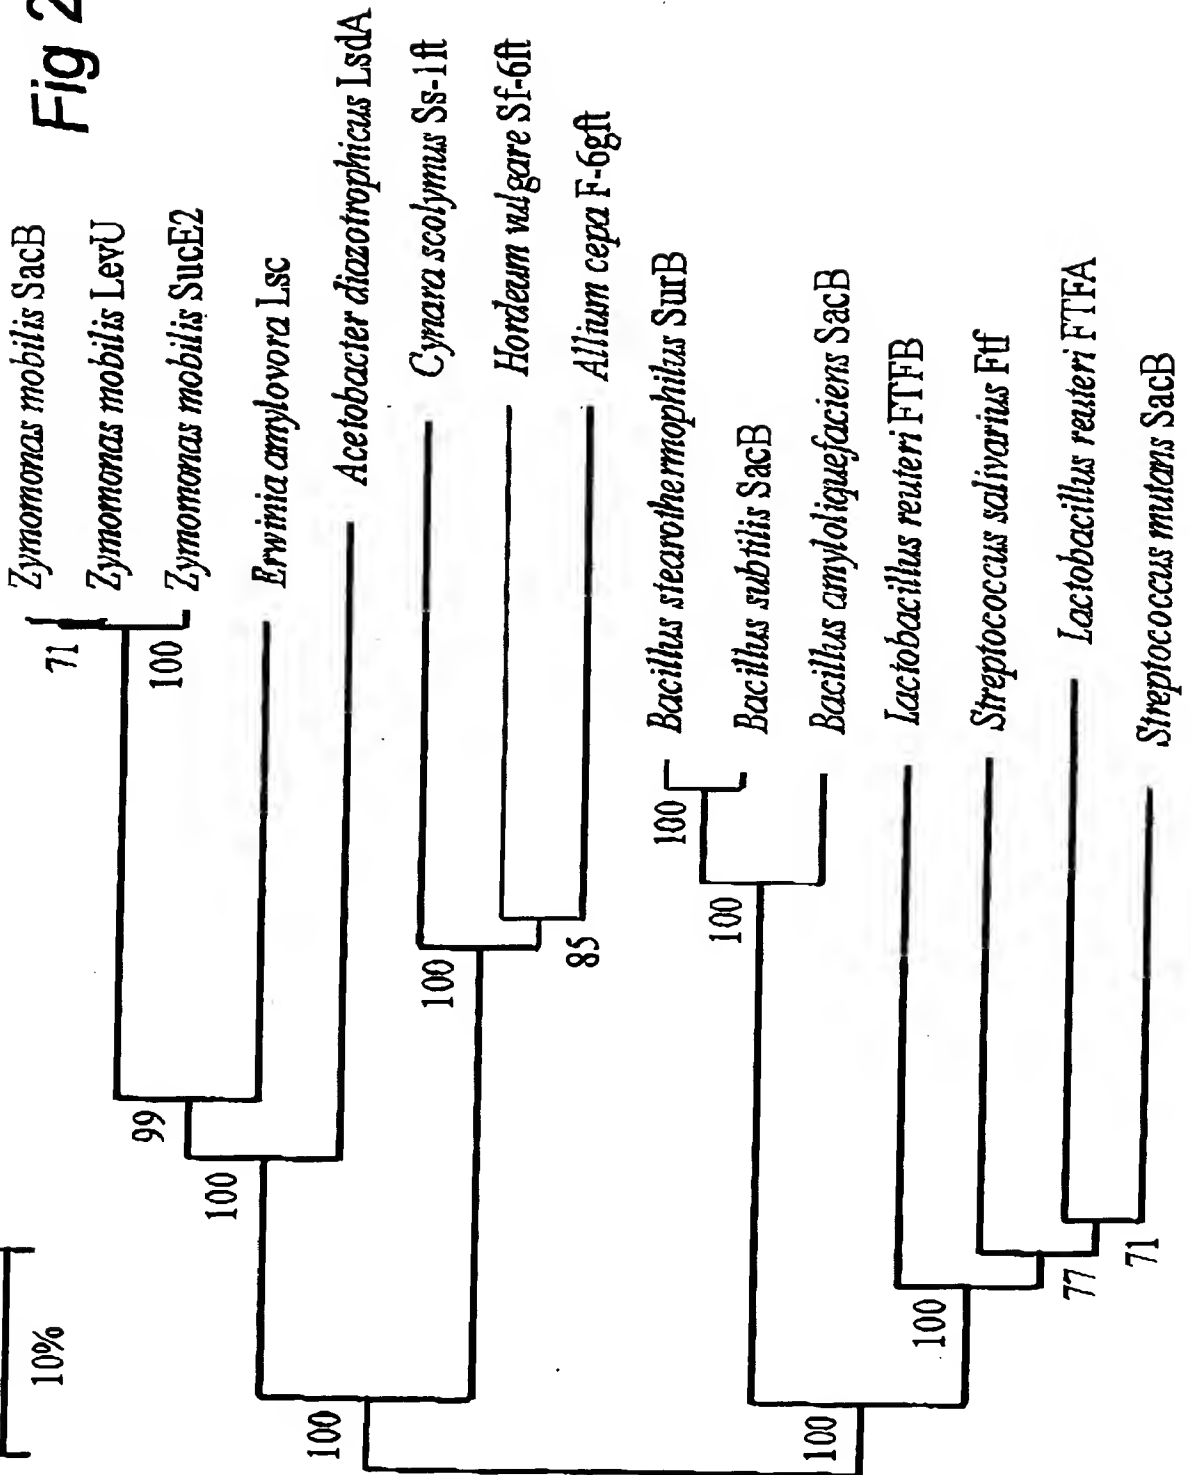 Fig 2
10%
Zymomonas mobilis SacB
71
Zymomonas mobilis LevU
Zymomonas mobilis SucE2
100
99
Erwinia amylovora Lsc
100
Acetobacter diazotrophicus LsdA
100
Cynara scolymus Ss-1ft
100
Hordeum vulgare Sf-6ft
85
Allium cepa F-6gft
Bacillus stearothermophilus SurB
100
Bacillus subtilis SacB
100
Bacillus amyloliquefaciens SacB
100
Lactobacillus reuteri FTFB
100
Streptococcus salivarius Ftf
77
Lactobacillus reuteri FTFA
71
Streptococcus mutans SacB